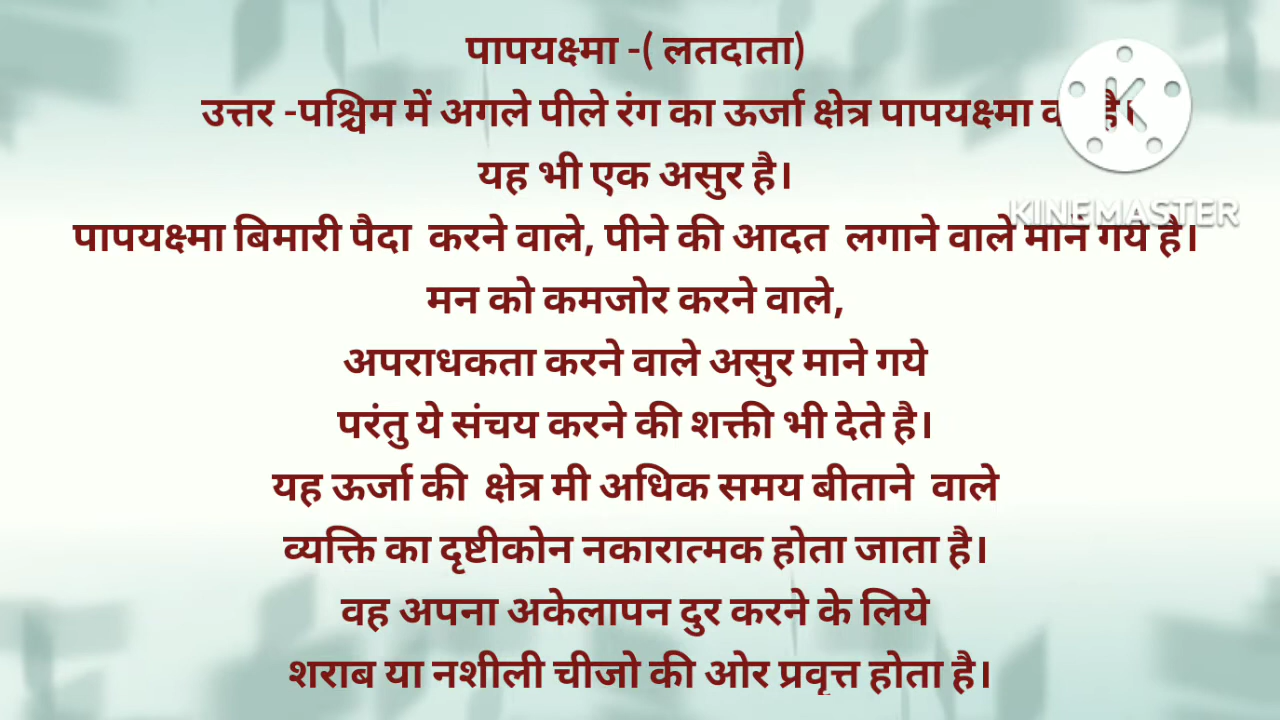 पापयक्ष्मा -( लतदाता)
उत्तर -पश्चिम में अगले पीले रंग का ऊर्जा क्षेत्र पापयक्ष्मा है।
यह भी एक असुर है।
पापयक्ष्मा बिमारी पैदा करने वाले, पीने की आदत लगाने वाले माने गये है।
मन को कमजोर करने वाले,
अपराधकता करने वाले असुर माने गये
परंतु ये संचय करने की शक्ती भी देते है।
यह ऊर्जा की क्षेत्र मी अधिक समय बीताने वाले
व्यक्ति का दृष्टीकोन नकारात्मक होता जाता है।
वह अपना अकेलापन दुर करने के लिये
शराब या नशीली चीजो की ओर प्रवृत्त होता है।
K
KINEMASTER